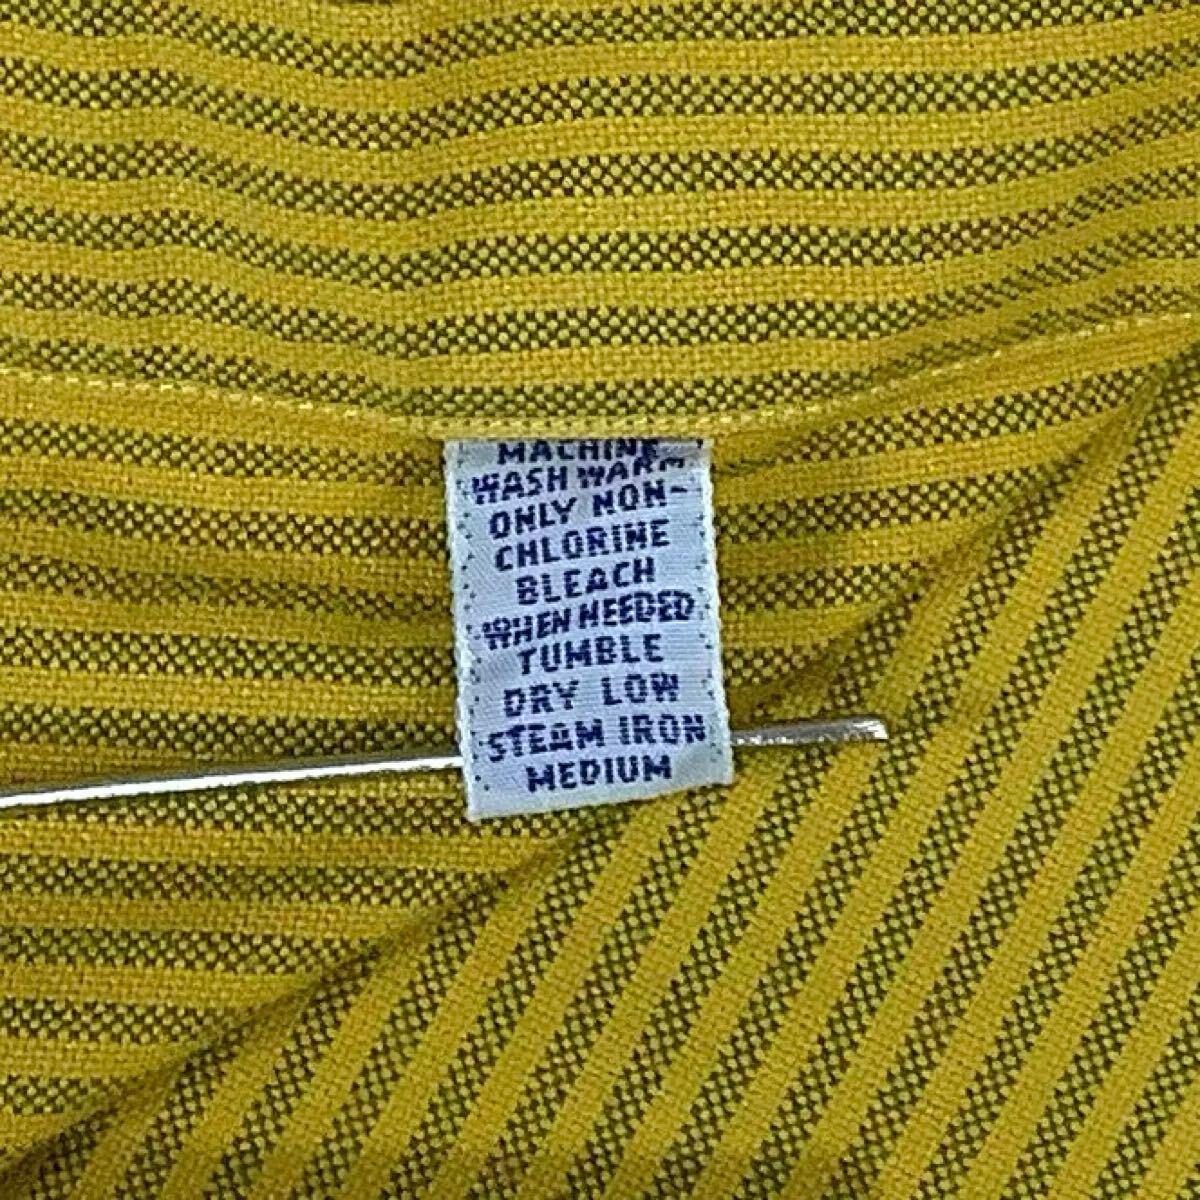 MACHINE
WASH WARM
ONLY NON-
CHLORINE
BLEACH
WHEN NEEDED
TUMBLE
DRY LOW
STEAM IRON
MEDIUM